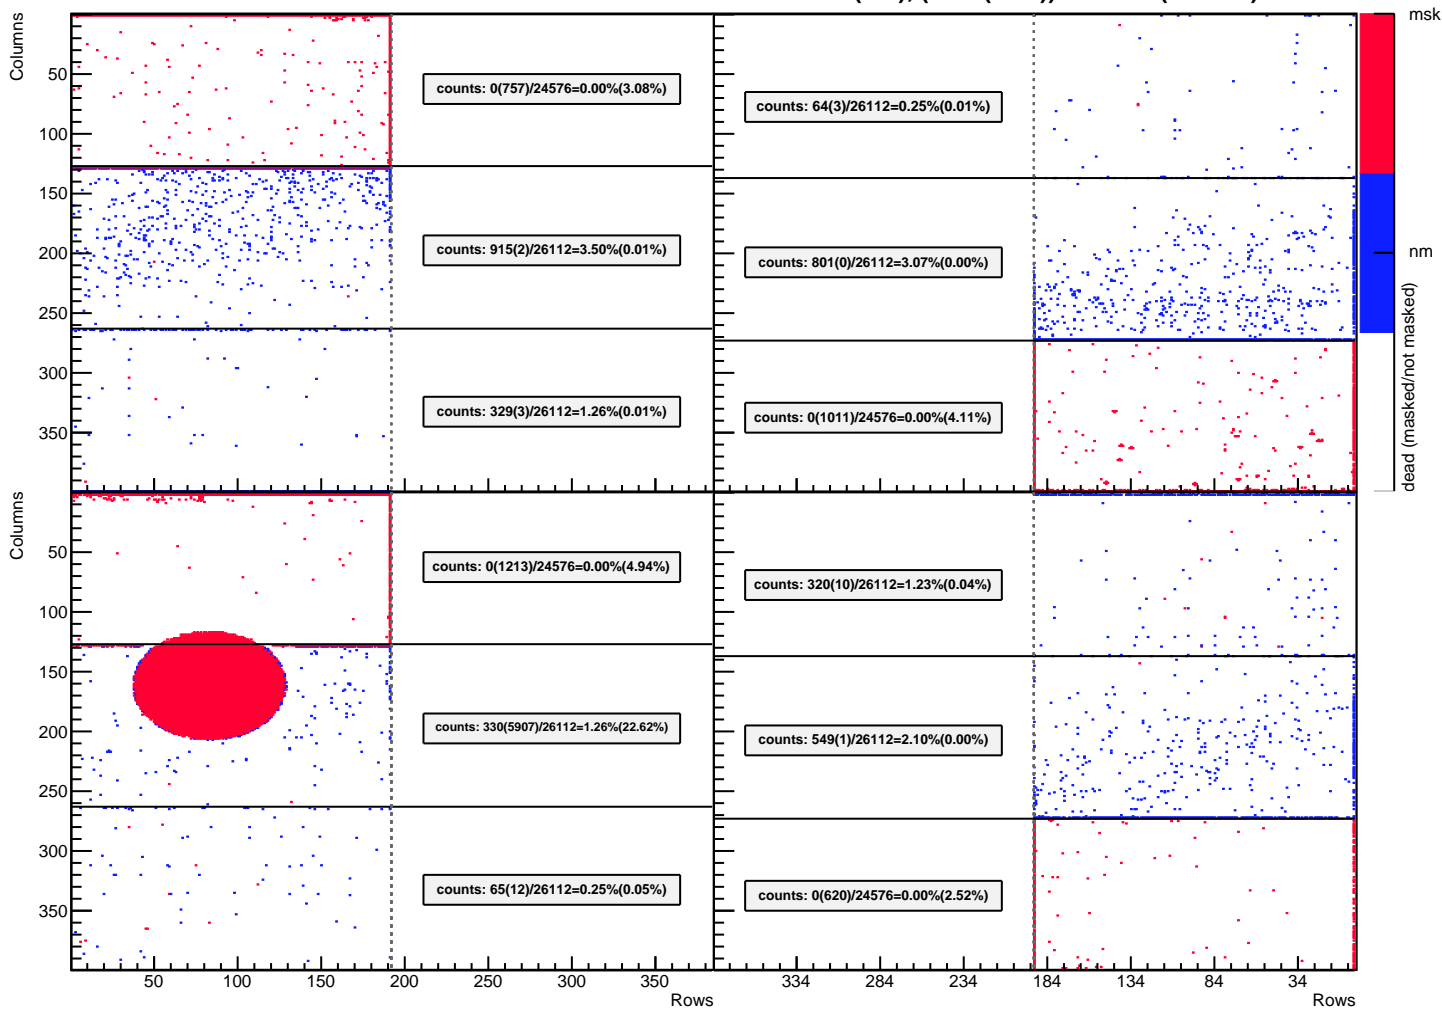 msk
Columns
50
100
150
200
250
300
350
counts: 0(757)/24576=0.00%(3.08%)
counts: 915(2)/26112=3.50%(0.01%)
counts: 329(3)/26112=1.26%(0.01%)
counts: 64(3)/26112=0.25%(0.01%)
counts: 801(0)/26112=3.07%(0.00%)
counts: 0(1011)/24576=0.00%(4.11%)
nm
dead (masked/not masked)
Columns
50
100
150
200
250
300
350
counts: 0(1213)/24576=0.00%(4.94%)
counts: 330(5907)/26112=1.26%(22.62%)
counts: 65(12)/26112=0.25%(0.05%)
counts: 320(10)/26112=1.23%(0.04%)
counts: 549(1)/26112=2.10%(0.00%)
counts: 0(620)/24576=0.00%(2.52%)
50 100 150 200 250 300 350
Rows
334 284 234 184 134 84 34
Rows